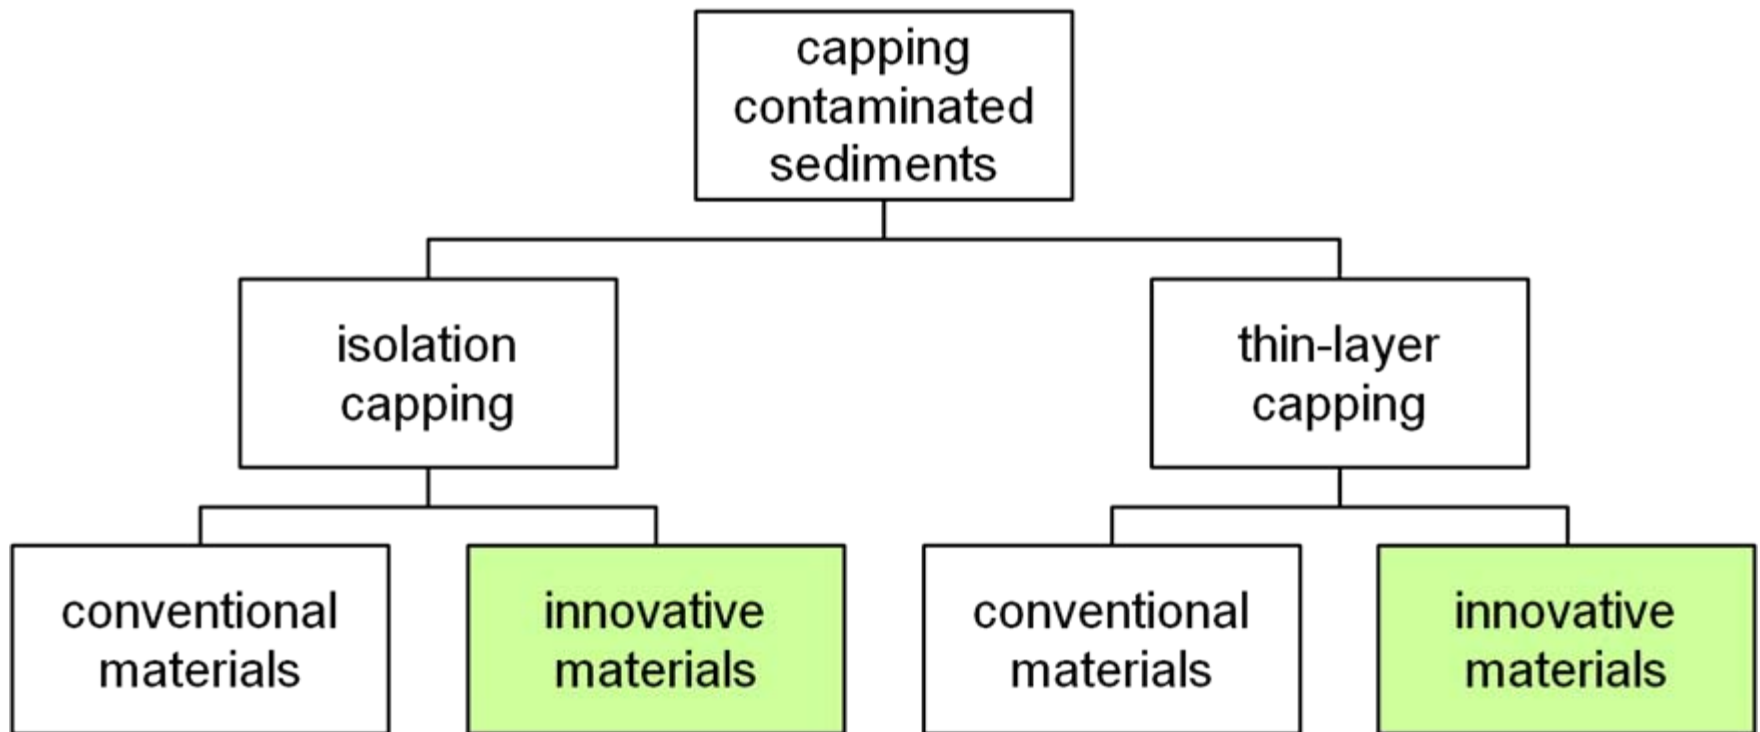 capping
contaminated
sediments
isolation
capping
thin-layer
capping
conventional
materials
innovative
materials
conventional
materials
innovative
materials